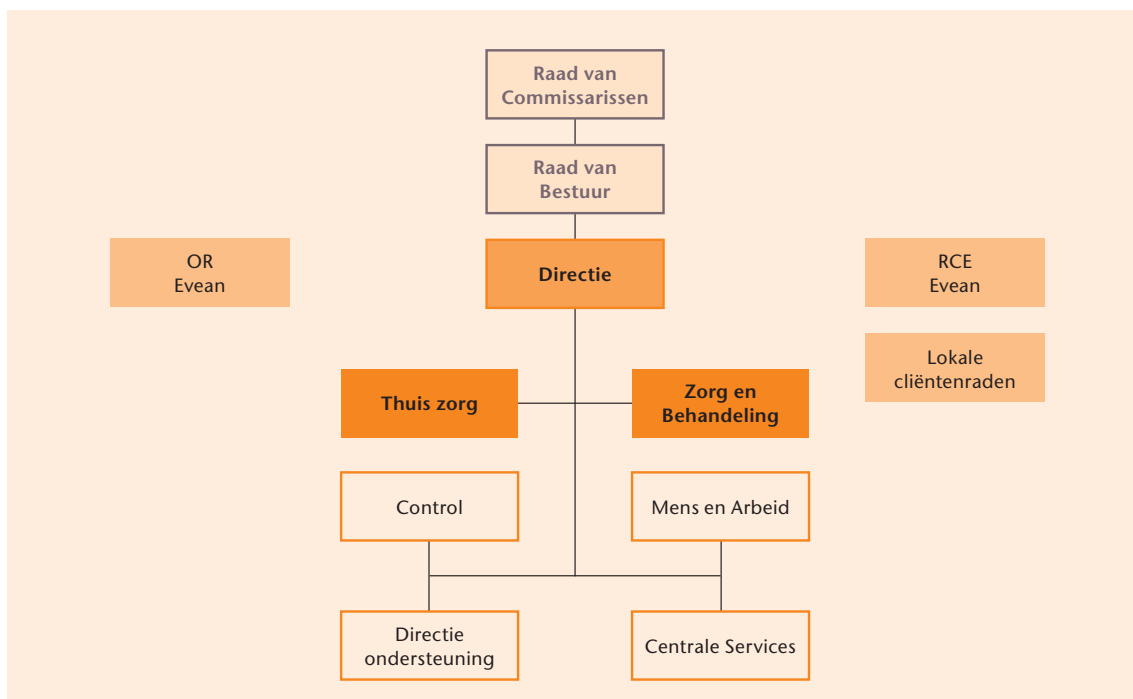 Raad van
Commissarissen
Raad van
Bestuur
OR
Evean
Directie
RCE
Evean
Lokale
cliëntenraden
Thuis zorg
Zorg en
Behandeling
Control
Mens en Arbeid
Directie
ondersteuning
Centrale Services